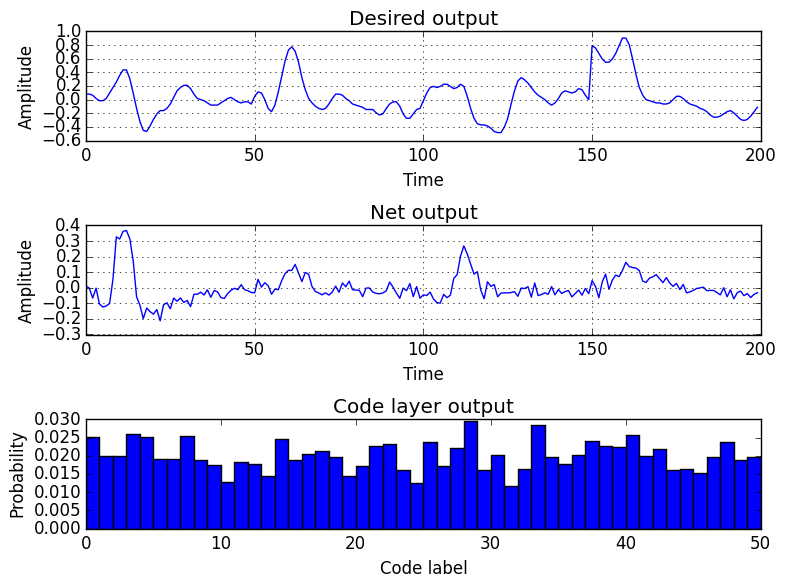 Desired output
Amplitude
1.0
0.8
0.6
0.4
0.2
0.0
−0.2
−0.4
−0.6
0 50 100 150 200
Time
Net output
Amplitude
0.4
0.3
0.2
0.1
0.0
−0.1
−0.2
−0.3
0 50 100 150 200
Time
Code layer output
Probability
0.030
0.025
0.020
0.015
0.010
0.005
0.000
0 10 20 30 40 50
Code label